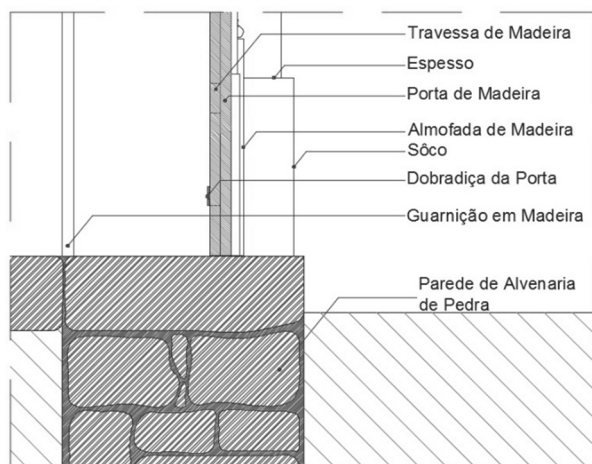 Travessa de Madeira
Espesso
Porta de Madeira
Almofada de Madeira
Sôco
Dobradiça da Porta
Guarnição em Madeira
Parede de Alvenaria
de Pedra